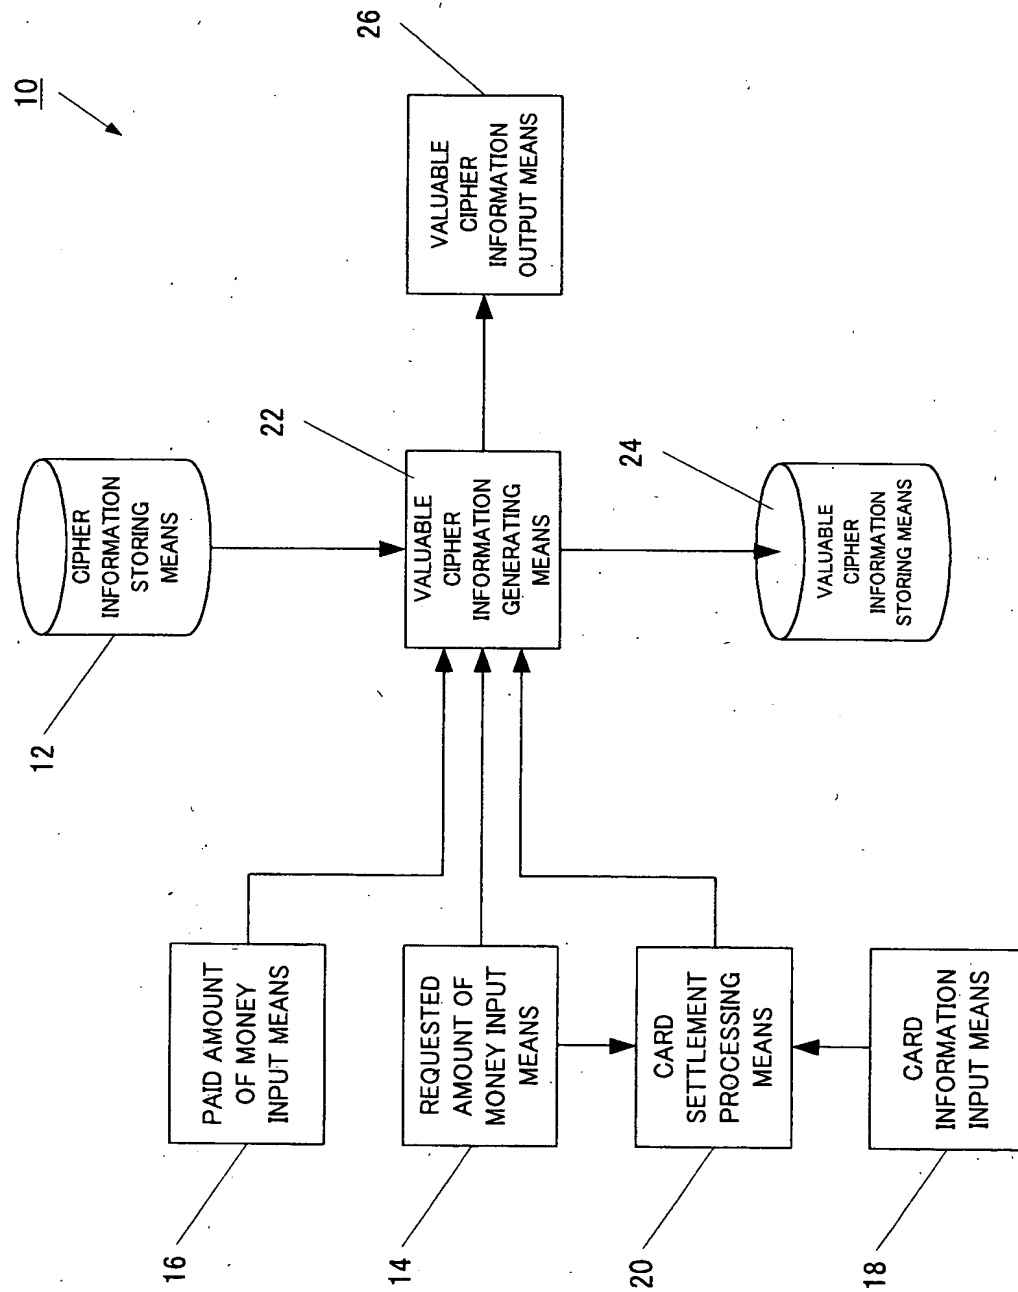 10
CIPHER
INFORMATION
STORING
MEANS
12
PAID AMOUNT
OF MONEY
INPUT MEANS
16
REQUESTED
AMOUNT OF
MONEY INPUT
MEANS
14
CARD
SETTLEMENT
PROCESSING
MEANS
20
CARD
INFORMATION
INPUT MEANS
18
VALUABLE
CIPHER
INFORMATION
GENERATING
MEANS
22
VALUABLE
CIPHER
INFORMATION
STORING MEANS
24
VALUABLE
CIPHER
INFORMATION
OUTPUT MEANS
26